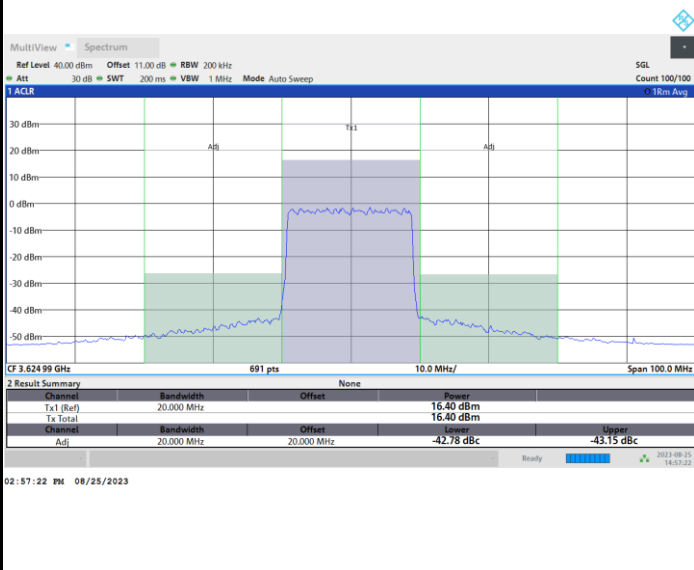 MultiView Spectrum
Ref Level 40.00 dBm Offset 11.00 dB RBW 200 kHz SGL
Att 30 dB SWT 200 ms VBW 1 MHz Mode Auto Sweep Count 100/100
1 ACLR 1Rm Avg
30 dBm
Tx1
20 dBm
Adj Adj
10 dBm
0 dBm
-10 dBm
-20 dBm
-30 dBm
-40 dBm
-50 dBm
CF 3.624 99 GHz 691 pts 10.0 MHz/ Span 100.0 MHz
2 Result Summary None
Channel Bandwidth Offset Power
Tx1 (Ref) 20.000 MHz 16.40 dBm
Tx Total 16.40 dBm
Channel Bandwidth Offset Lower Upper
Adj 20.000 MHz 20.000 MHz -42.78 dBc -43.15 dBc
Ready 2023-08-25
14:57:22
02:57:22 PM 08/25/2023